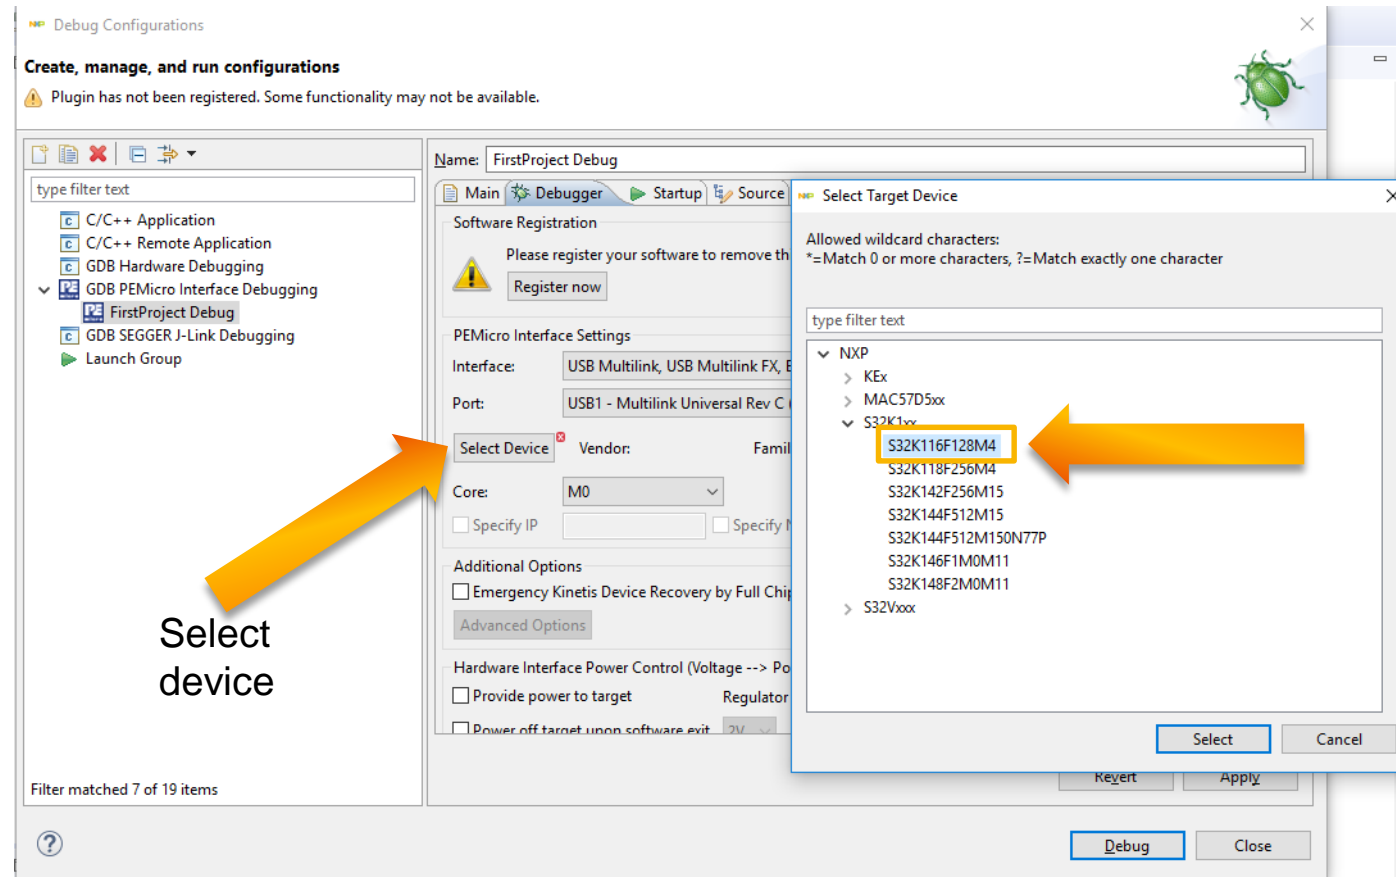 NXP Debug Configurations
Create, manage, and run configurations
Plugin has not been registered. Some functionality may not be available.
type filter text
C/C++ Application
C/C++ Remote Application
GDB Hardware Debugging
GDB PEMicro Interface Debugging
FirstProject Debug
GDB SEGGER J-Link Debugging
Launch Group
Select
device
Filter matched 7 of 19 items
Name: FirstProject Debug
Main Debugger Startup Source
Software Registration
Please register your software to remove
Register now
PEMicro Interface Settings
Interface: USB Multilink, USB Multilink FX,
Port: USB1 - Multilink Universal Rev C (
Select Device Vendor: Famil
Core: M0
Specify IP Specify
Additional Options
Emergency Kinetis Device Recovery by Full Chi
Advanced Options
Hardware Interface Power Control (Voltage --> Po
Provide power to target Regulator
Power off target upon software exit 2V
NXP Select Target Device
Allowed wildcard characters:
*=Match 0 or more characters, ?=Match exactly one character
type filter text
NXP
KEx
MAC57D5xx
S32K1xx
S32K116F128M4
S32K118F256M4
S32K142F256M15
S32K144F512M15
S32K144F512M150N77P
S32K146F1M0M11
S32K148F2M0M11
S32Vxxx
Select Cancel
Revert Apply
Debug Close